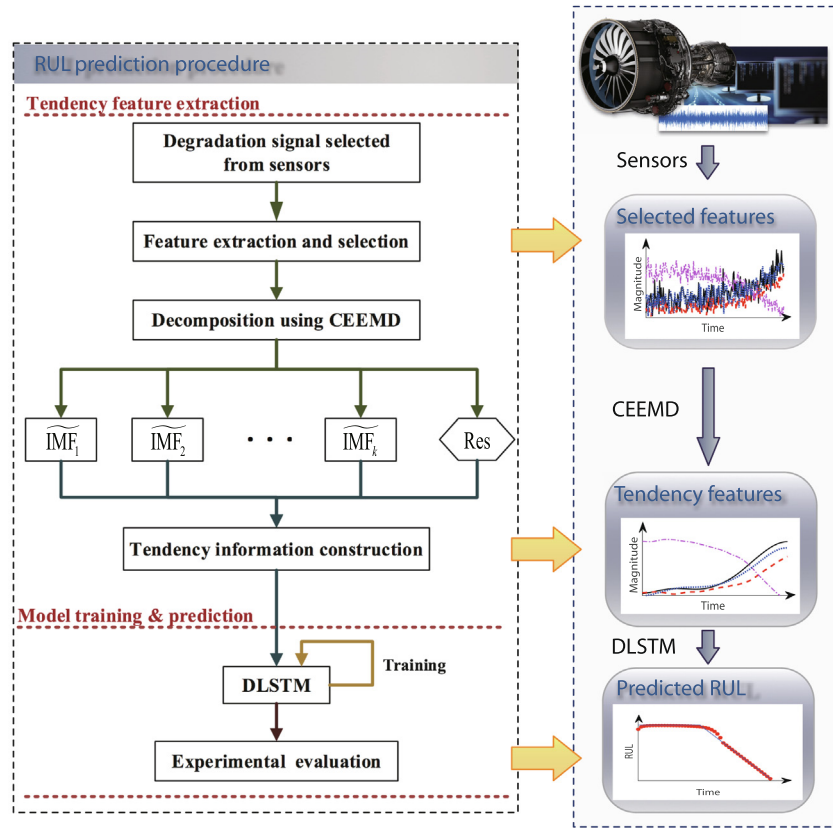 RUL prediction procedure
Tendency feature extraction
Degradation signal selected
from sensors
Feature extraction and selection
Decomposition using CEEMD
IMF₁
IMF₂
. . .
IMFₖ
Res
Tendency information construction
Model training & prediction
DLSTM
Training
Experimental evaluation
Sensors
Selected features
Magnitude
Time
CEEMD
Tendency features
Magnitude
Time
DLSTM
Predicted RUL
RUL
Time